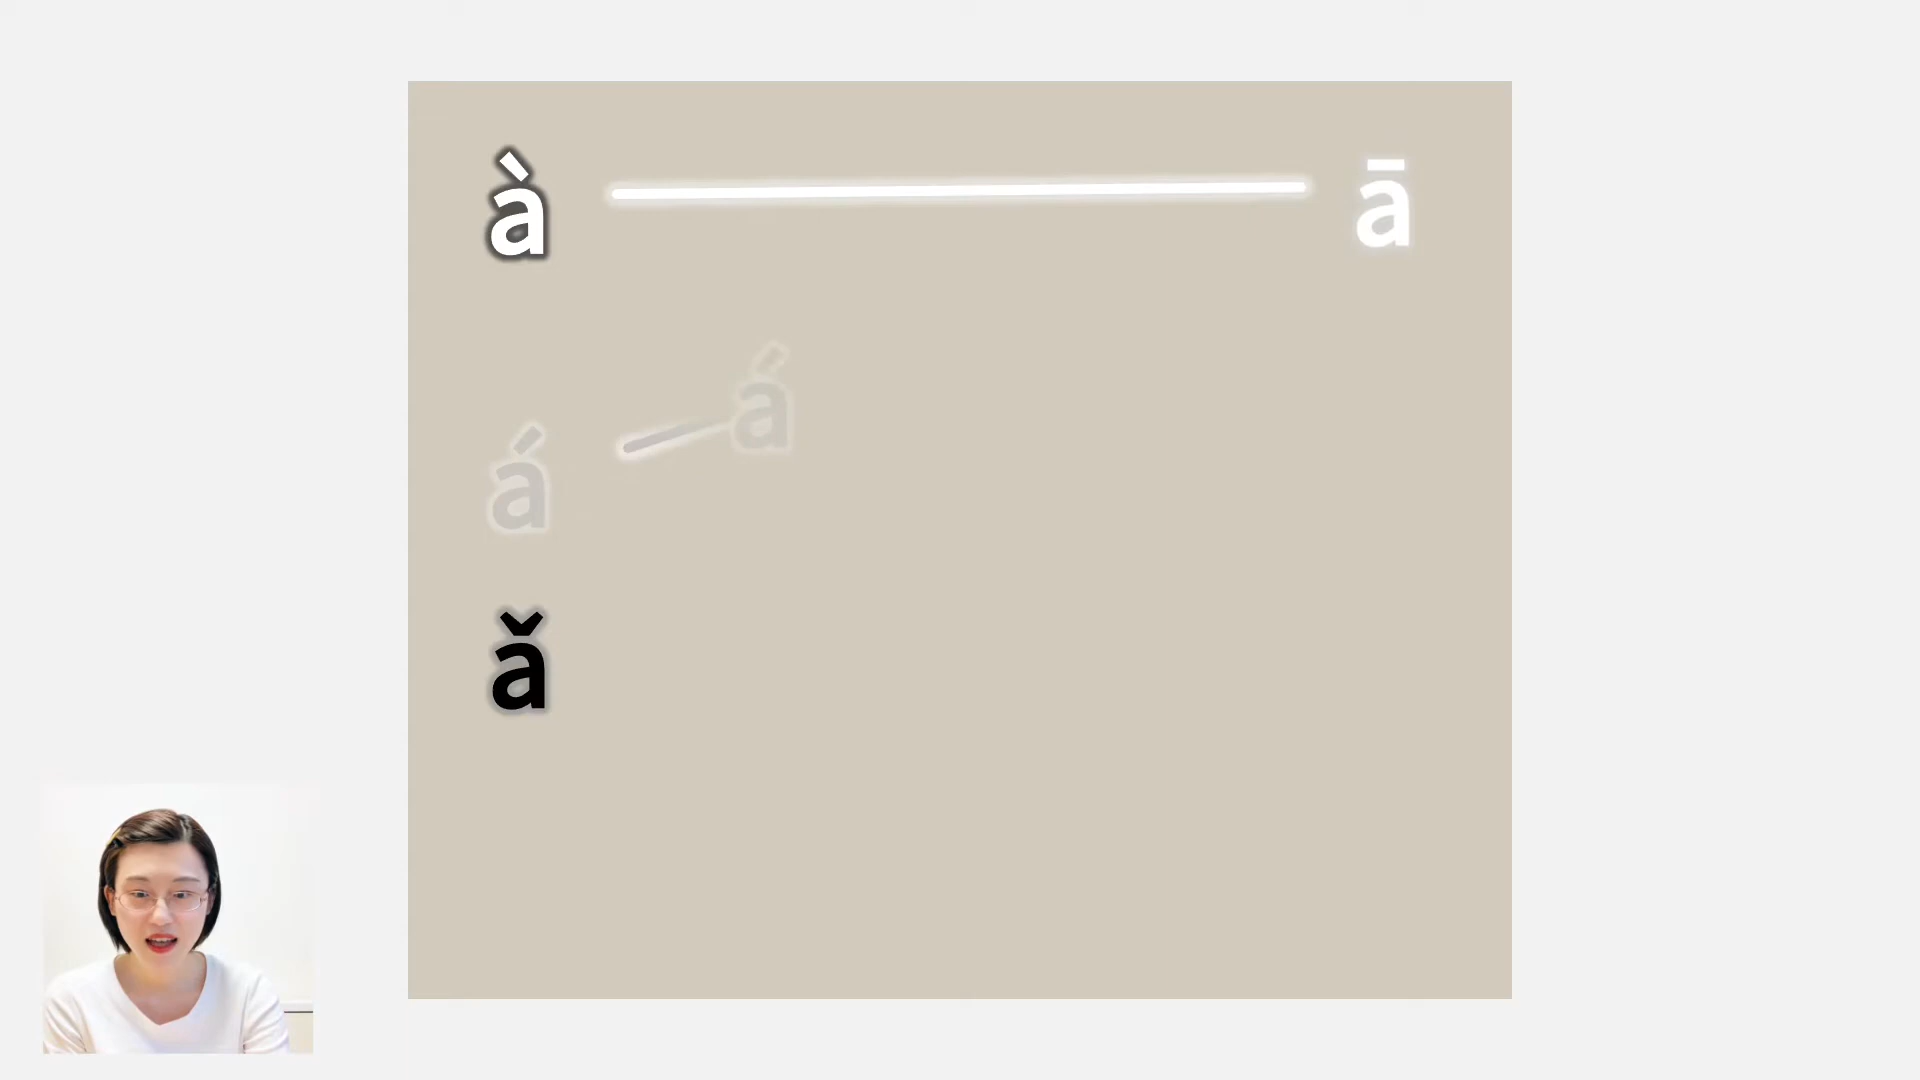 à ā
á
á
ǎ